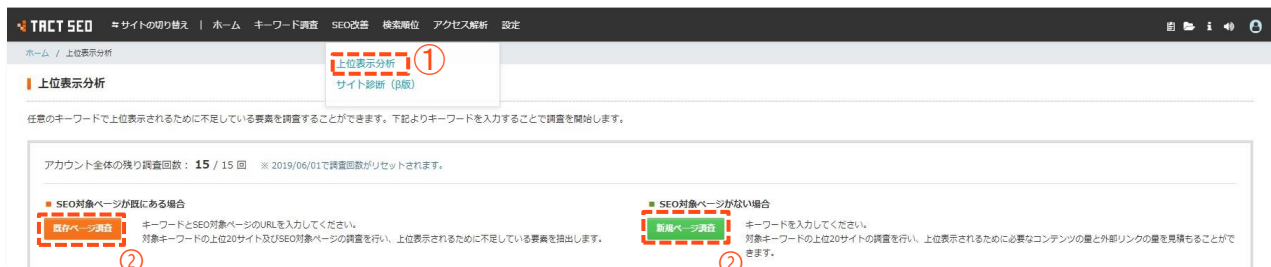 TACT SEO サイトの切り替え | ホーム キーワード調査 SEO改善 検索順位 アクセス解析 設定
ホーム / 上位表示分析
上位表示分析 ①
サイト診断 (β版)
上位表示分析
任意のキーワードで上位表示されるために不足している要素を調査することができます。下記よりキーワードを入力することで調査を開始します。
アカウント全体の残り調査回数： 15 / 15 回 ※ 2019/06/01で調査回数がリセットされます。
SEO対象ページが既にある場合
既存ページ調査
キーワードとSEO対象ページのURLを入力してください。
対象キーワードの上位20サイト及びSEO対象ページの調査を行い、上位表示されるために不足している要素を抽出します。
②
SEO対象ページがない場合
新規ページ調査
キーワードを入力してください。
対象キーワードの上位20サイトの調査を行い、上位表示されるために必要なコンテンツの量と外部リンクの量を見積もることがで
きます。
②